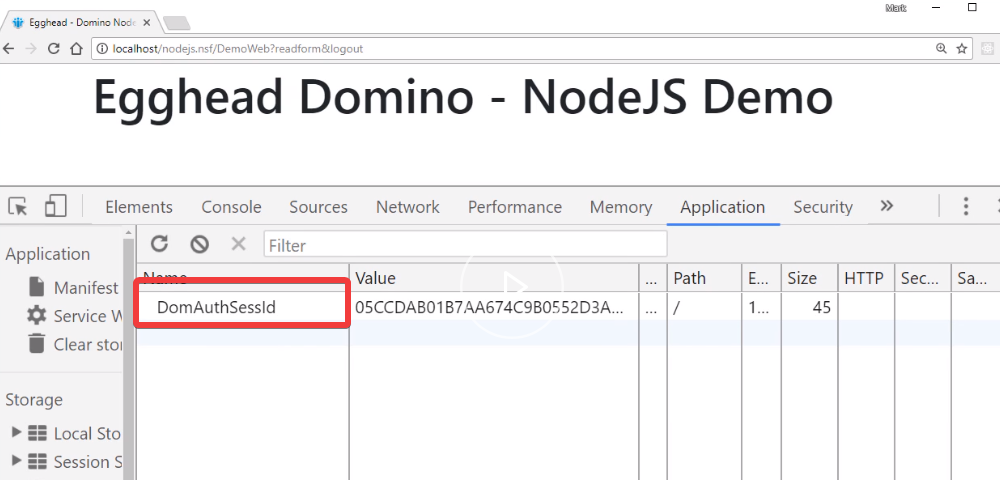 Mark
Egghead - Domino Node
localhost/nodejs.nsf/DemoWeb?readform&logout
Egghead Domino - NodeJS Demo
Elements Console Sources Network Performance Memory Application Security
Application
Filter
Name Value ... Path E... Size HTTP Sec... Sa...
Manifest
DomAuthSessId 05CCDAB01B7AA674C9B0552D3A... ... / 1... 45
Service W
Clear stor
Storage
Local Sto
Session S